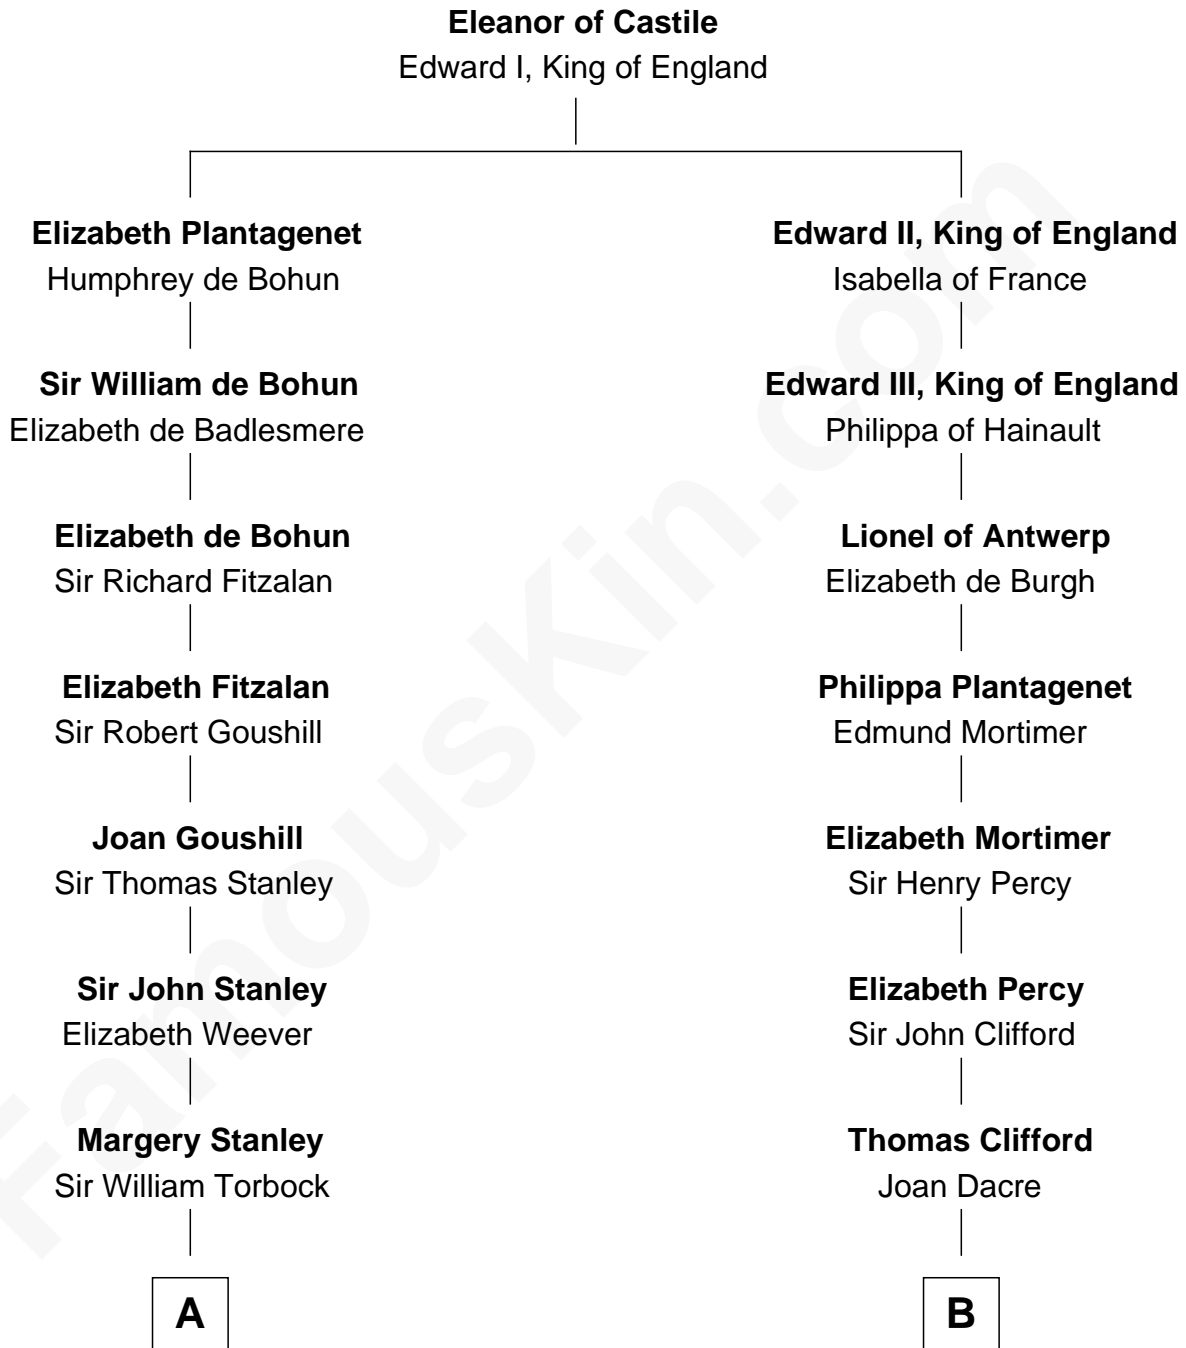 Eleanor of Castile
Edward I, King of England
Elizabeth Plantagenet
Humphrey de Bohun
Edward II, King of England
Isabella of France
Sir William de Bohun
Elizabeth de Badlesmere
Edward III, King of England
Philippa of Hainault
Elizabeth de Bohun
Sir Richard Fitzalan
Lionel of Antwerp
Elizabeth de Burgh
Elizabeth Fitzalan
Sir Robert Goushill
Philippa Plantagenet
Edmund Mortimer
Joan Goushill
Sir Thomas Stanley
Elizabeth Mortimer
Sir Henry Percy
Sir John Stanley
Elizabeth Weever
Elizabeth Percy
Sir John Clifford
Margery Stanley
Sir William Torbock
Thomas Clifford
Joan Dacre
A
B
FamousKin.com